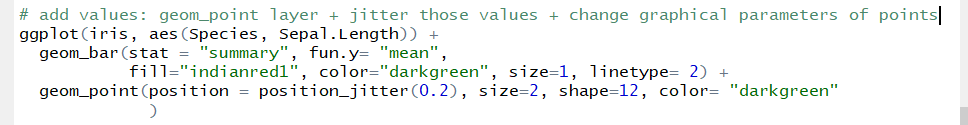 # add values: geom_point layer + jitter those values + change graphical parameters of points
ggplot(iris, aes(Species, Sepal.Length)) +
  geom_bar(stat = "summary", fun.y= "mean",
           fill="indianred1", color="darkgreen", size=1, linetype= 2) +
  geom_point(position = position_jitter(0.2), size=2, shape=12, color= "darkgreen"
             )